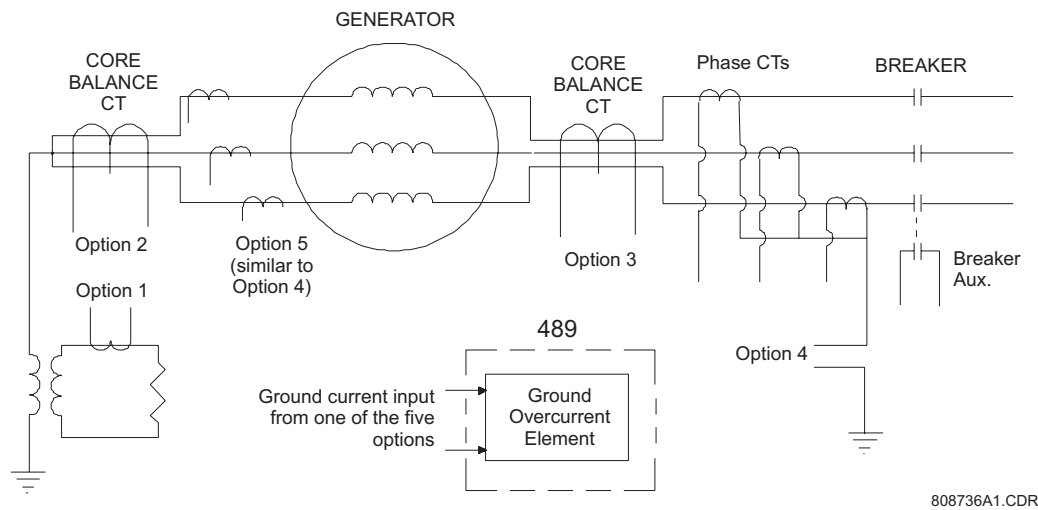 GENERATOR
CORE
BALANCE
CT
CORE
BALANCE
CT
Phase CTs
BREAKER
Option 2
Option 5
(similar to
Option 4)
Option 3
Breaker
Aux.
Option 1
489
Option 4
Ground current input
from one of the five
options
Ground
Overcurrent
Element
808736A1.CDR